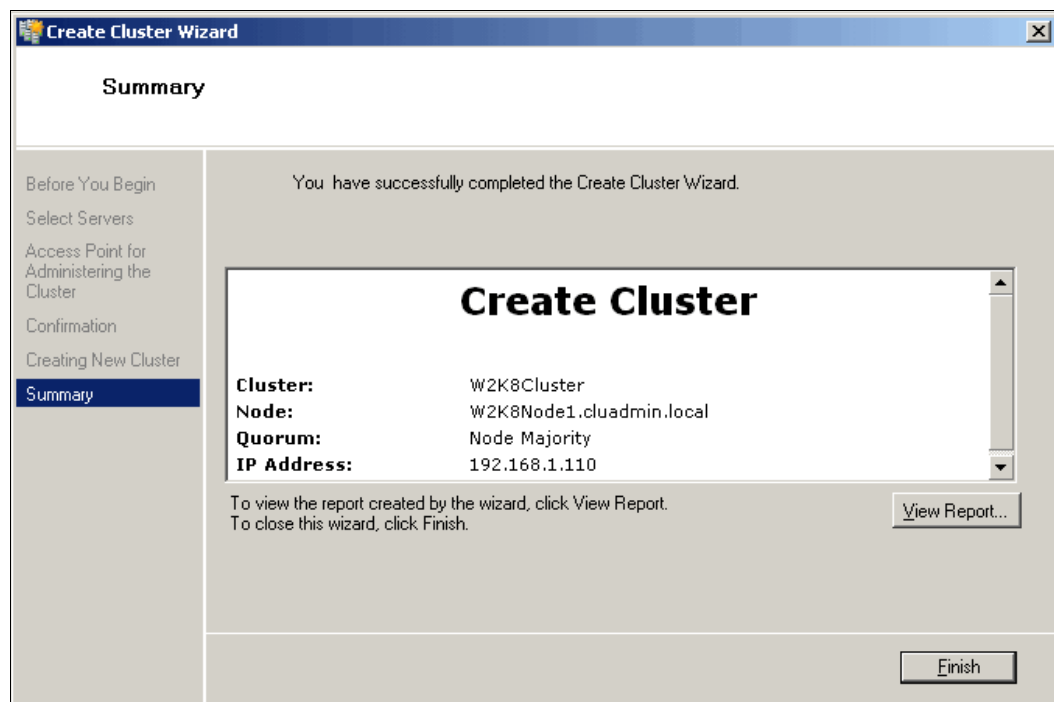 Create Cluster Wizard
Summary
Before You Begin
Select Servers
Access Point for
Administering the
Cluster
Confirmation
Creating New Cluster
Summary
You have successfully completed the Create Cluster Wizard.
Create Cluster
Cluster: W2K8Cluster
Node: W2K8Node1.cluadmin.local
Quorum: Node Majority
IP Address: 192.168.1.110
To view the report created by the wizard, click View Report.
To close this wizard, click Finish.
View Report...
Finish